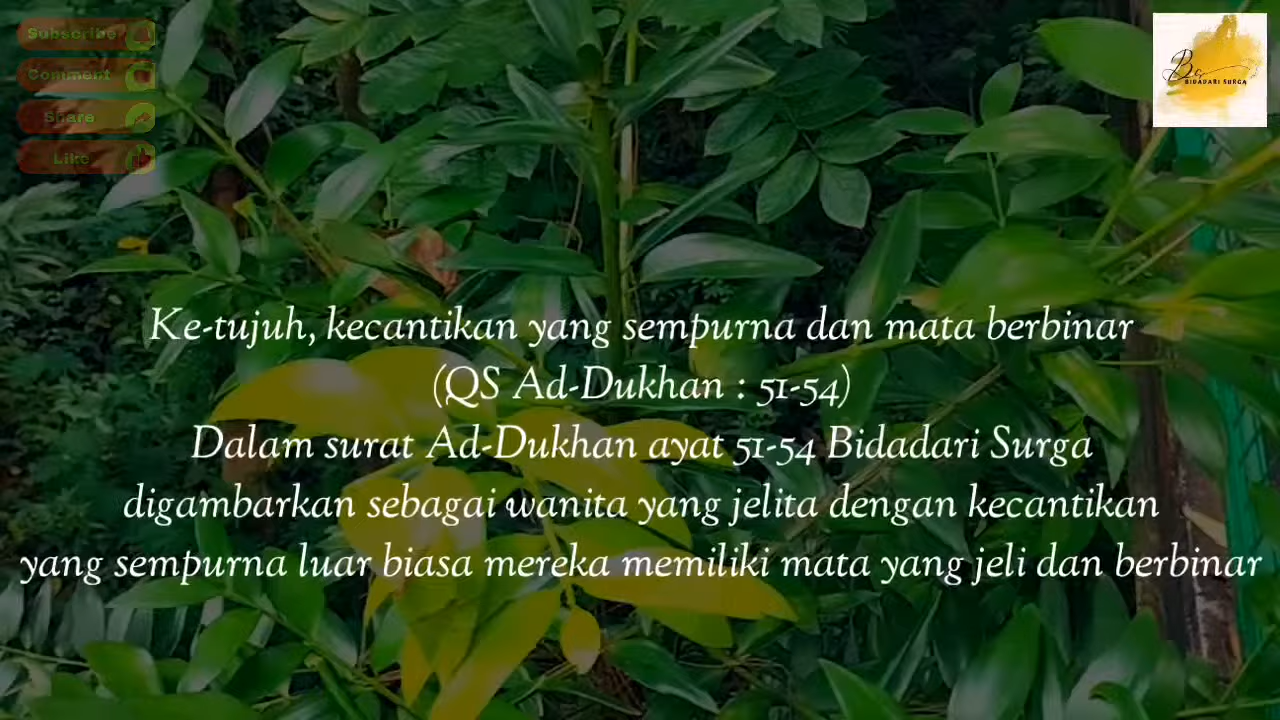 Subscribe
Comment
Share
Like
BIDADARI SURGA
Ke-tujuh, kecantikan yang sempurna dan mata berbinar
(QS Ad-Dukhan : 51-54)
Dalam surat Ad-Dukhan ayat 51-54 Bidadari Surga
digambarkan sebagai wanita yang jelita dengan kecantikan
yang sempurna luar biasa mereka memiliki mata yang jeli dan berbinar